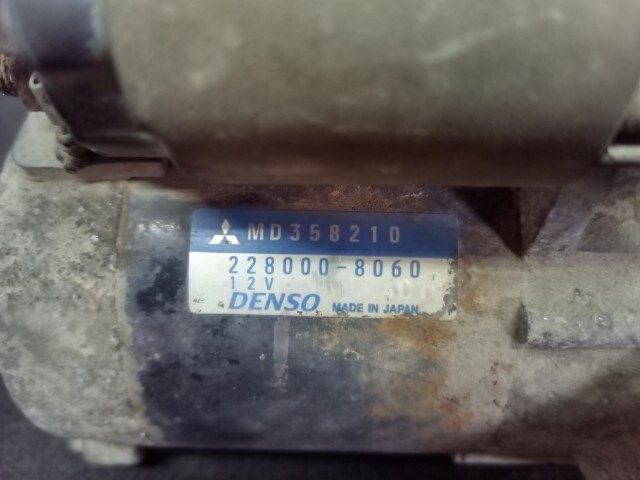 MD358210
228000-8060
12V
DENSO MADE IN JAPAN